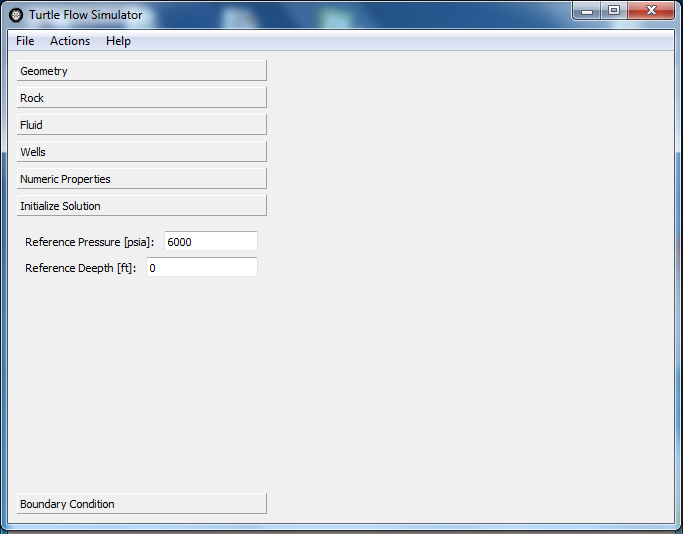 Turtle Flow Simulator
File Actions Help
Geometry
Rock
Fluid
Wells
Numeric Properties
Initialize Solution
Reference Pressure [psia]: 6000
Reference Deepth [ft]: 0
Boundary Condition